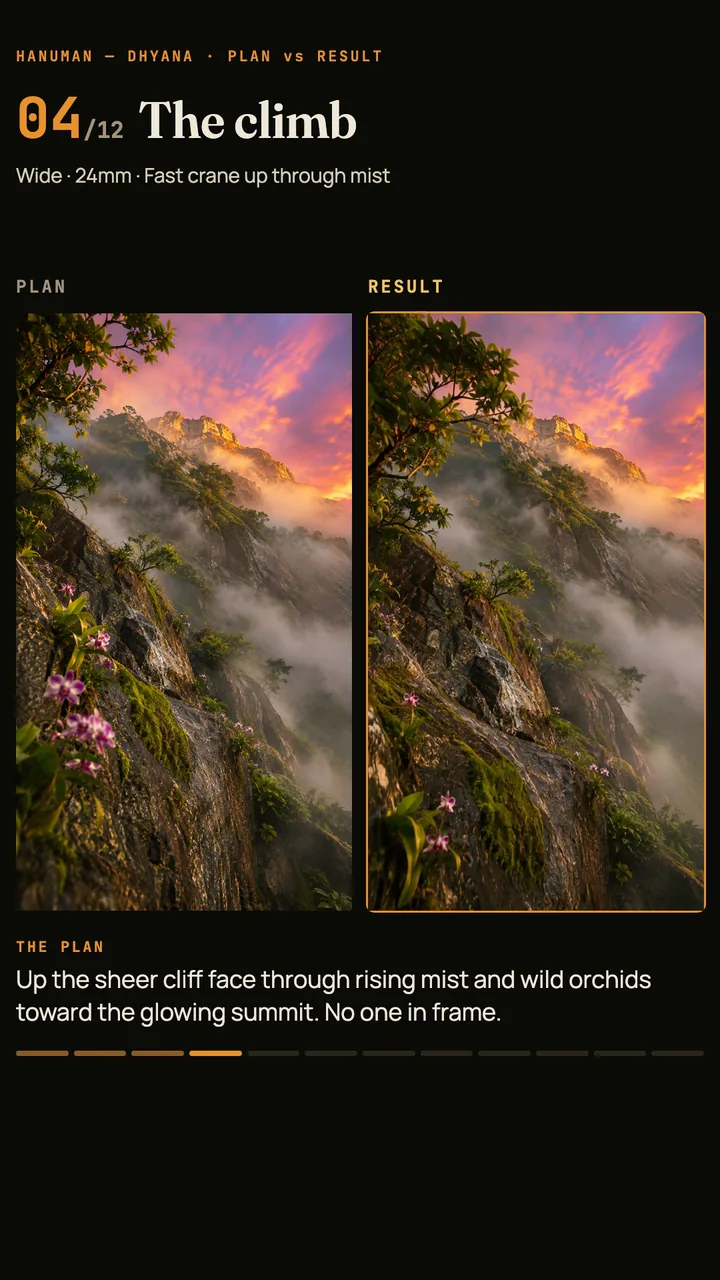 HANUMAN — DHYANA · PLAN vs RESULT
04/12 The climb
Wide · 24mm · Fast crane up through mist
PLAN
RESULT
THE PLAN
Up the sheer cliff face through rising mist and wild orchids
toward the glowing summit. No one in frame.